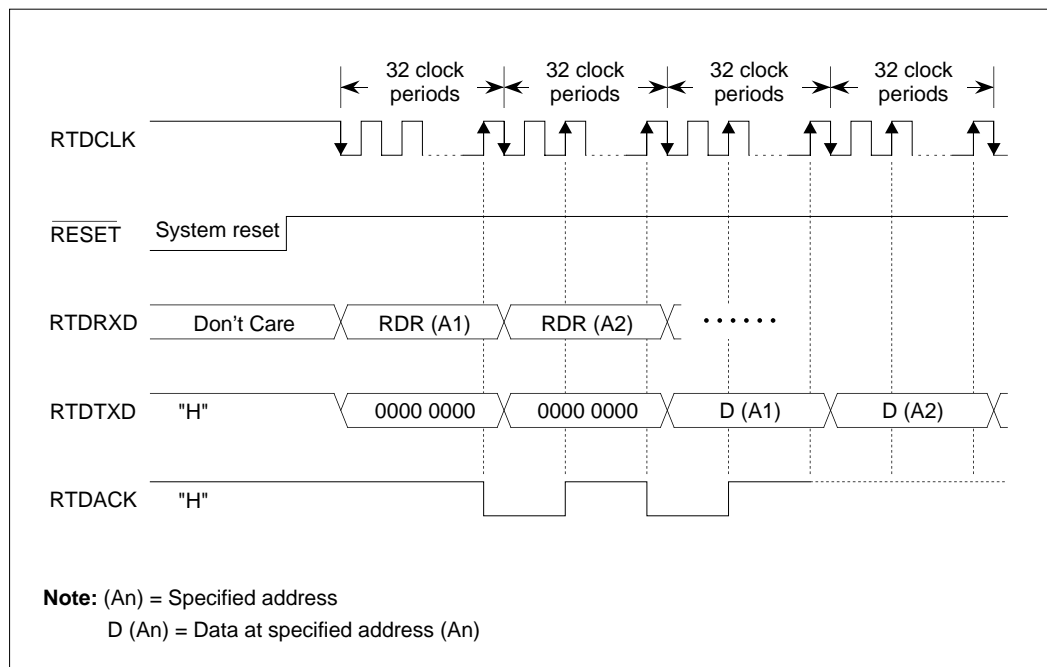 32 clock periods
32 clock periods
32 clock periods
32 clock periods
RTDCLK
RESET
System reset
RTDRXD
Don't Care
RDR (A1)
RDR (A2)
• • • • • •
RTDTXD
"H"
0000 0000
0000 0000
D (A1)
D (A2)
RTDACK
"H"
Note: (An) = Specified address
D (An) = Data at specified address (An)